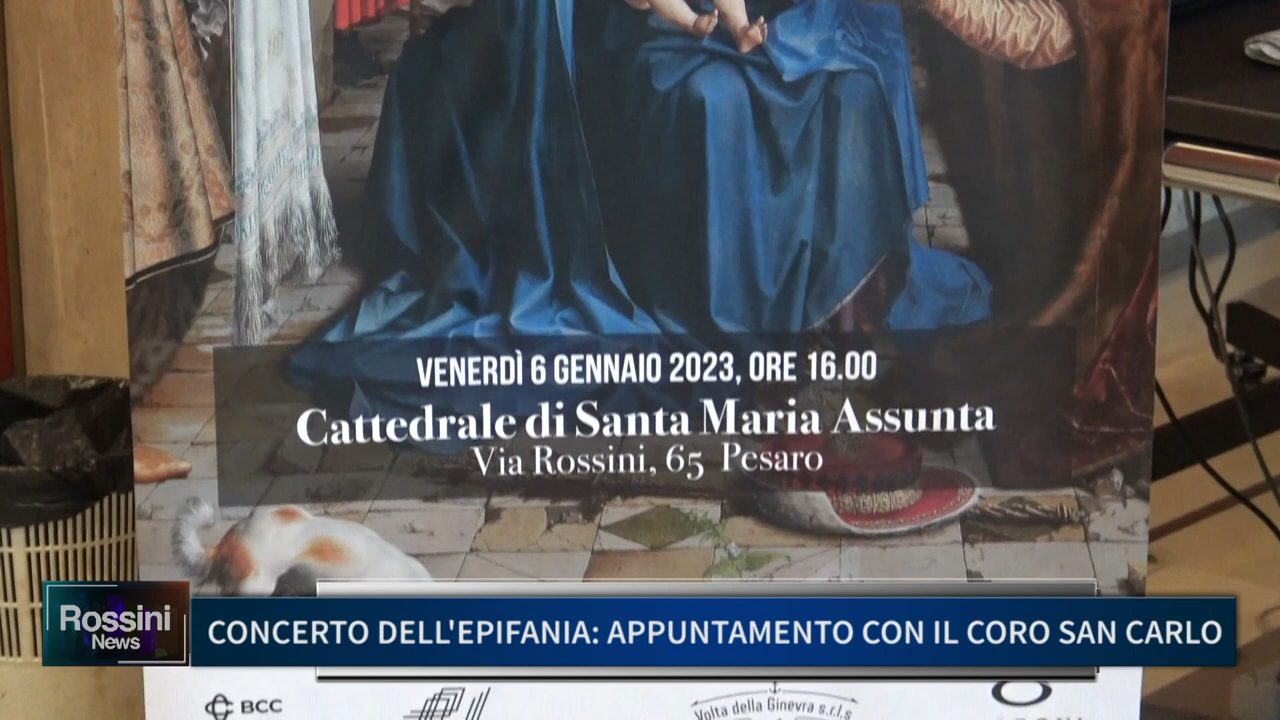 VENERDÌ 6 GENNAIO 2023, ORE 16.00
Cattedrale di Santa Maria Assunta
Via Rossini, 65 Pesaro
Rossini
News
CONCERTO DELL'EPIFANIA: APPUNTAMENTO CON IL CORO SAN CARLO
BCC
Volta della Ginevra s.r.l.s